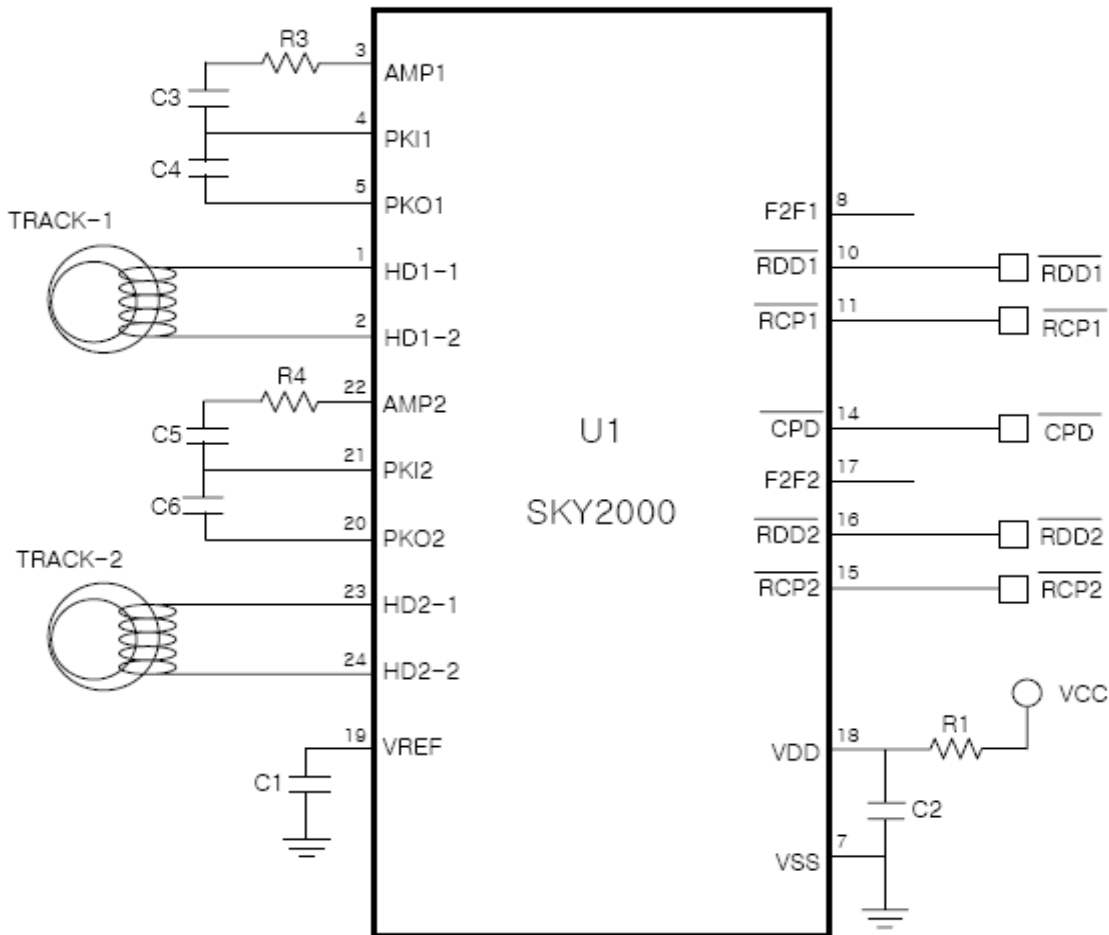 R3
3
AMP1
C3
4
PKI1
C4
5
PKO1
TRACK-1
1
HD1-1
2
HD1-2
R4
22
AMP2
C5
21
PKI2
C6
20
PKO2
TRACK-2
23
HD2-1
24
HD2-2
19
VREF
C1
U1
SKY2000
F2F1
8
RDD1
10
RDD1
RCP1
11
RCP1
CPD
14
CPD
F2F2
17
RDD2
16
RDD2
RCP2
15
RCP2
VCC
R1
VDD
18
C2
VSS
7